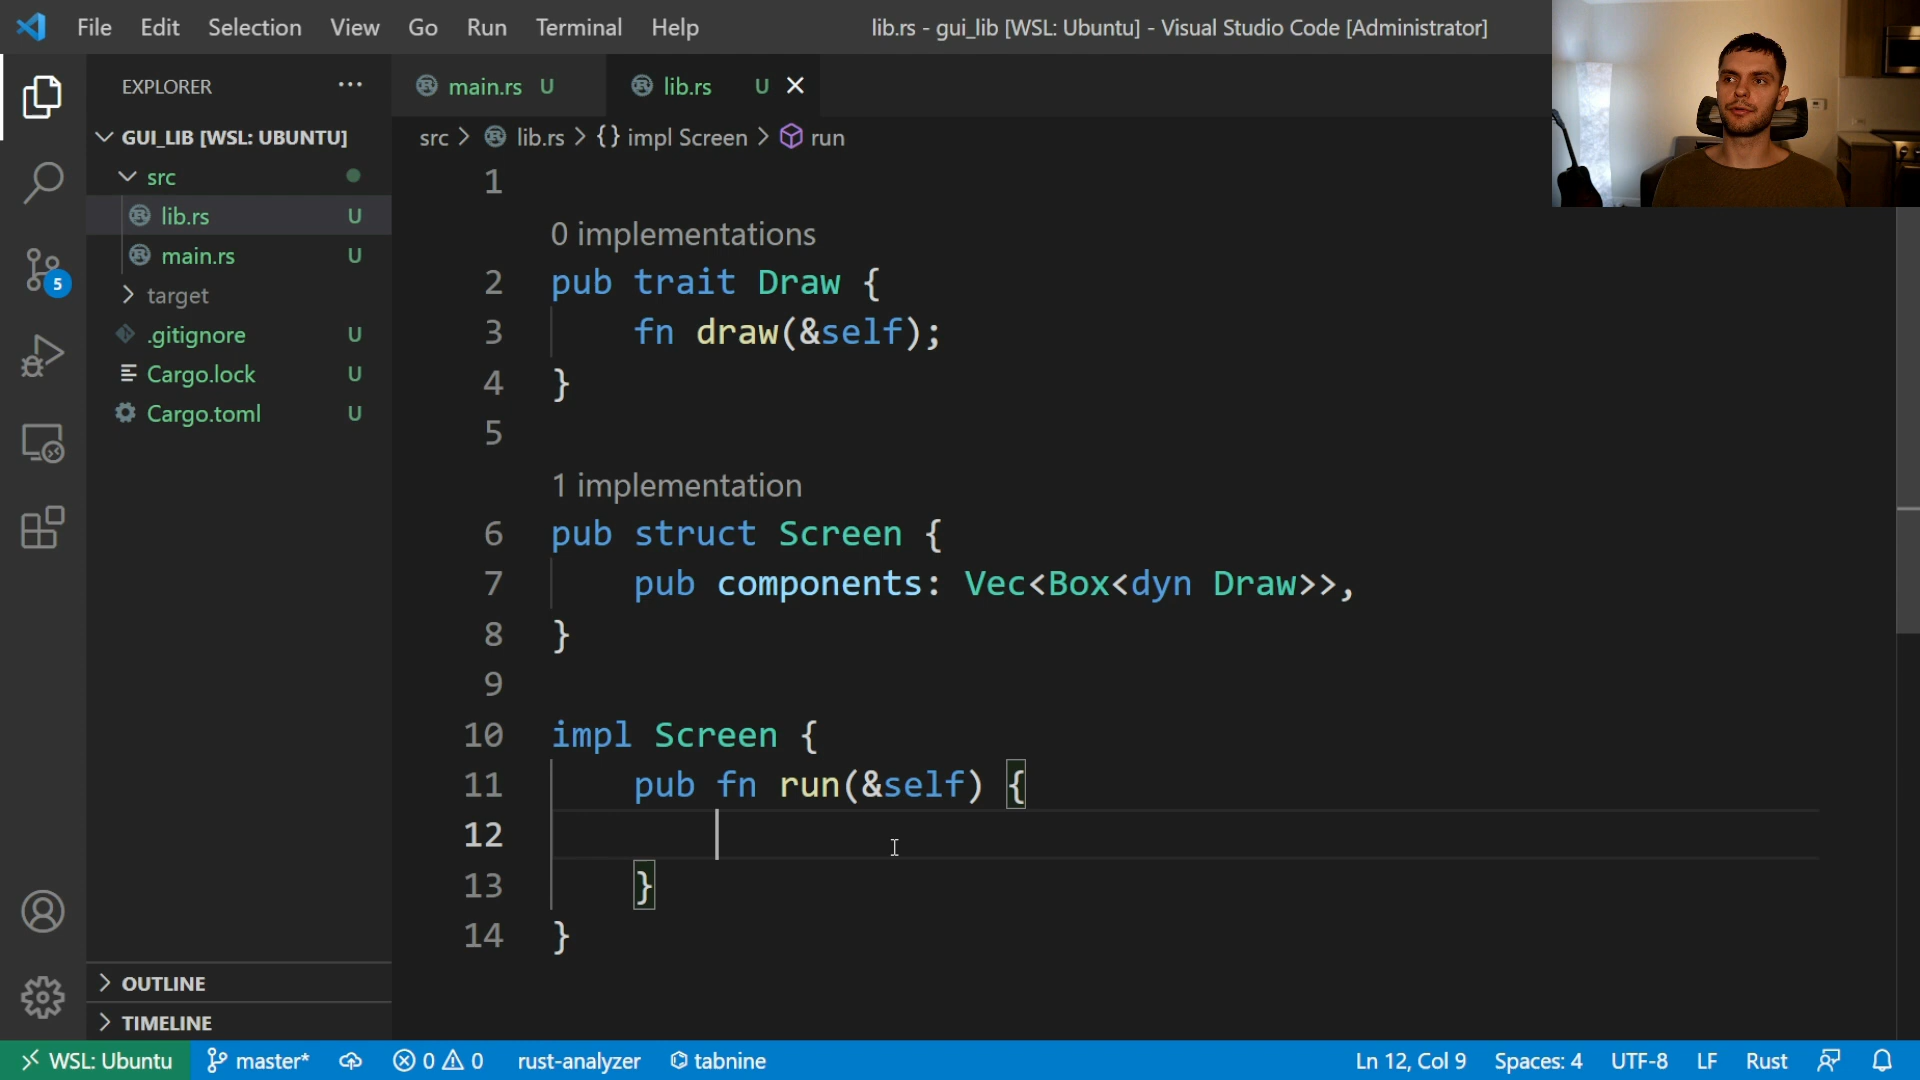 File Edit Selection View Go Run Terminal Help
lib.rs - gui_lib [WSL: Ubuntu] - Visual Studio Code [Administrator]
EXPLORER ···
GUI_LIB [WSL: UBUNTU]
src
lib.rs U
main.rs U
target
.gitignore U
Cargo.lock U
Cargo.toml U
5
OUTLINE
TIMELINE
main.rs U
lib.rs U
src > lib.rs > {} impl Screen > run
1
0 implementations
2 pub trait Draw {
3 fn draw(&self);
4 }
5
1 implementation
6 pub struct Screen {
7 pub components: Vec<Box<dyn Draw>>,
8 }
9
10 impl Screen {
11 pub fn run(&self) {
12
13 }
14 }
WSL: Ubuntu master* 0 0 rust-analyzer tabnine Ln 12, Col 9 Spaces: 4 UTF-8 LF Rust